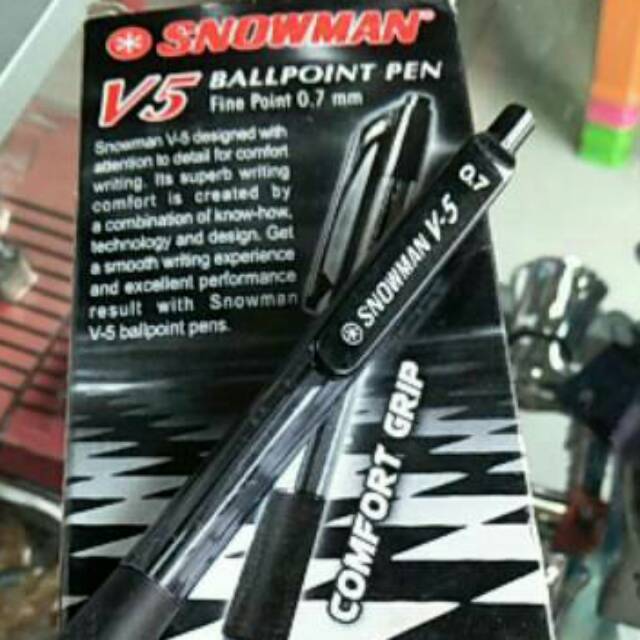 SNOWMAN
V5 BALLPOINT PEN
Fine Point 0.7 mm
Snowman V-5 designed with
attention to detail for comfort
writing. Its superb writing
comfort is created by
a combination of know-how,
technology and design. Get
a smooth writing experience
and excellent performance
result with Snowman
V-5 ballpoint pens.
SNOWMAN V-5 0.7
COMFORT GRIP